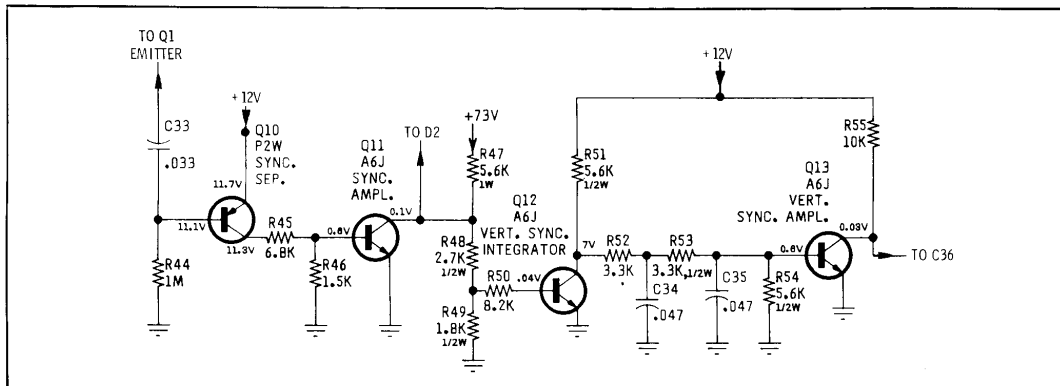 TO Q1
EMITTER
C33
.033
+12V
Q10
P2W
SYNC.
SEP.
11.7V
11.1V
11.3V
R44
1M
R45
6.8K
R46
1.5K
Q11
A6J
SYNC.
AMPL.
0.6V
0.1V
TO D2
+73V
R47
5.6K
1W
R48
2.7K
1/2W
R49
1.8K
1/2W
R50
8.2K
.04V
Q12
A6J
VERT. SYNC.
INTEGRATOR
+12V
R51
5.6K
1/2W
7V
R52
3.3K
R53
3.3K,1/2W
C34
.047
C35
.047
R54
5.6K
1/2W
0.6V
Q13
A6J
VERT.
SYNC. AMPL.
R55
10K
0.03V
TO C36